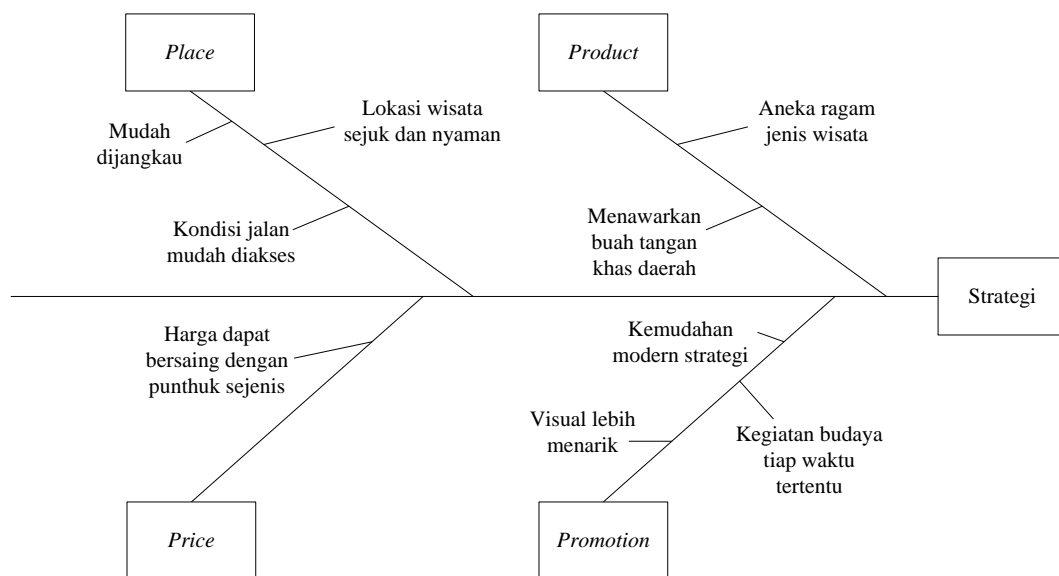 Place
Product
Mudah
dijangkau
Lokasi wisata
sejuk dan nyaman
Aneka ragam
jenis wisata
Kondisi jalan
mudah diakses
Menawarkan
buah tangan
khas daerah
Strategi
Harga dapat
bersaing dengan
punthuk sejenis
Kemudahan
modern strategi
Visual lebih
menarik
Kegiatan budaya
tiap waktu
tertentu
Price
Promotion